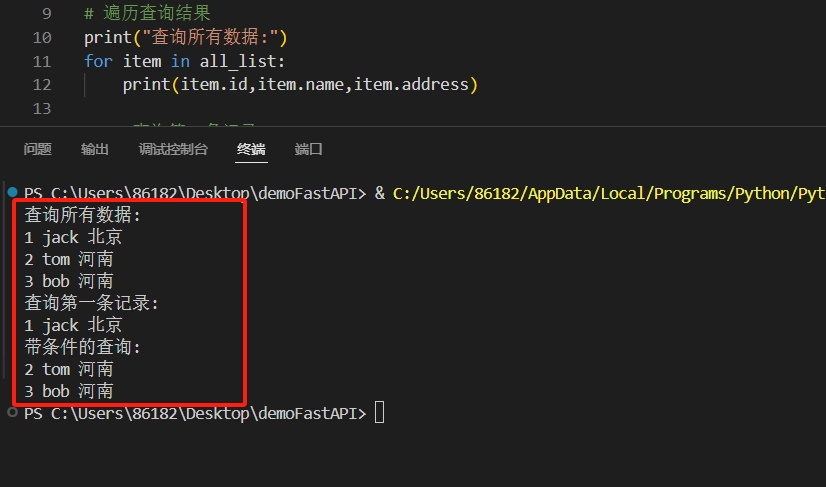 9 # 遍历查询结果
10 print("查询所有数据:")
11 for item in all_list:
12 print(item.id,item.name,item.address)
13
问题 输出 调试控制台 终端 端口
PS C:\Users\86182\Desktop\demoFastAPI> & C:/Users/86182/AppData/Local/Programs/Python/Pyt
查询所有数据:
1 jack 北京
2 tom 河南
3 bob 河南
查询第一条记录:
1 jack 北京
带条件的查询:
2 tom 河南
3 bob 河南
PS C:\Users\86182\Desktop\demoFastAPI>